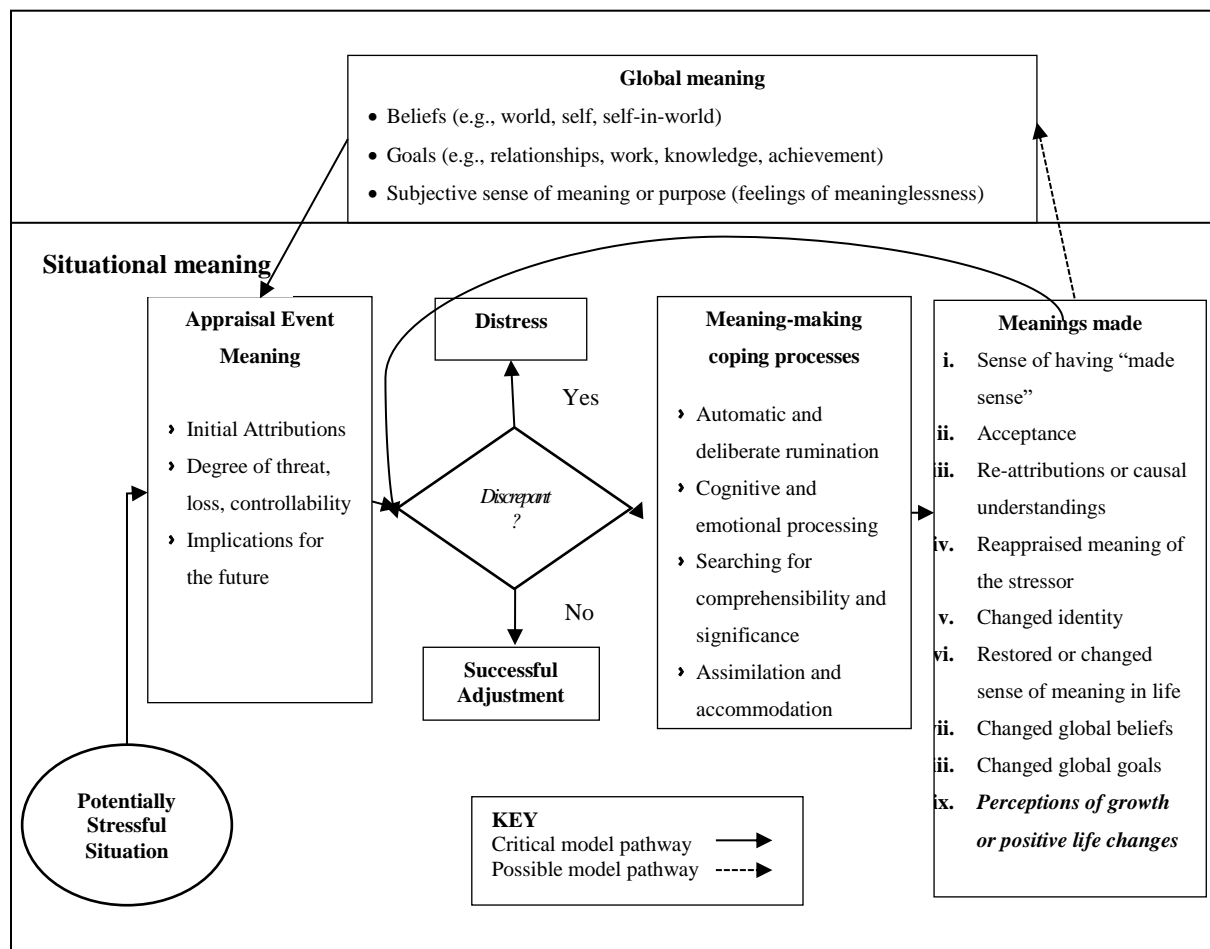 Global meaning
• Beliefs (e.g., world, self, self-in-world)
• Goals (e.g., relationships, work, knowledge, achievement)
• Subjective sense of meaning or purpose (feelings of meaninglessness)
Situational meaning
Appraisal Event
Meaning
Initial Attributions
Degree of threat,
loss, controllability
Implications for
the future
Distress
Yes
Discrepant
?
No
Successful
Adjustment
Meaning-making
coping processes
Automatic and
deliberate rumination
Cognitive and
emotional processing
Searching for
comprehensibility and
significance
Assimilation and
accommodation
Meanings made
i. Sense of having “made
sense”
ii. Acceptance
iii. Re-attributions or causal
understandings
iv. Reappraised meaning of
the stressor
v. Changed identity
vi. Restored or changed
sense of meaning in life
vii. Changed global beliefs
iii. Changed global goals
ix. Perceptions of growth
or positive life changes
Potentially
Stressful
Situation
KEY
Critical model pathway
Possible model pathway